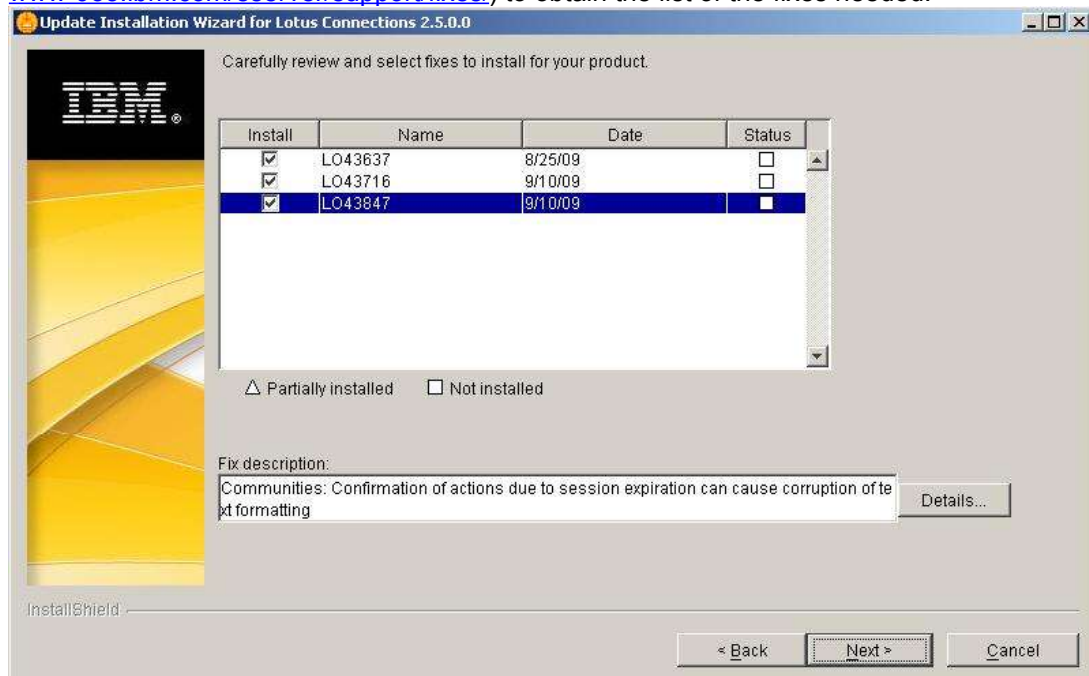 Update Installation Wizard for Lotus Connections 2.5.0.0
Carefully review and select fixes to install for your product.
IBM®
Install Name Date Status
LO43637 8/25/09
LO43716 9/10/09
LO43847 9/10/09
Partially installed Not installed
Fix description:
Communities: Confirmation of actions due to session expiration can cause corruption of te
xt formatting
Details...
InstallShield
< Back Next > Cancel